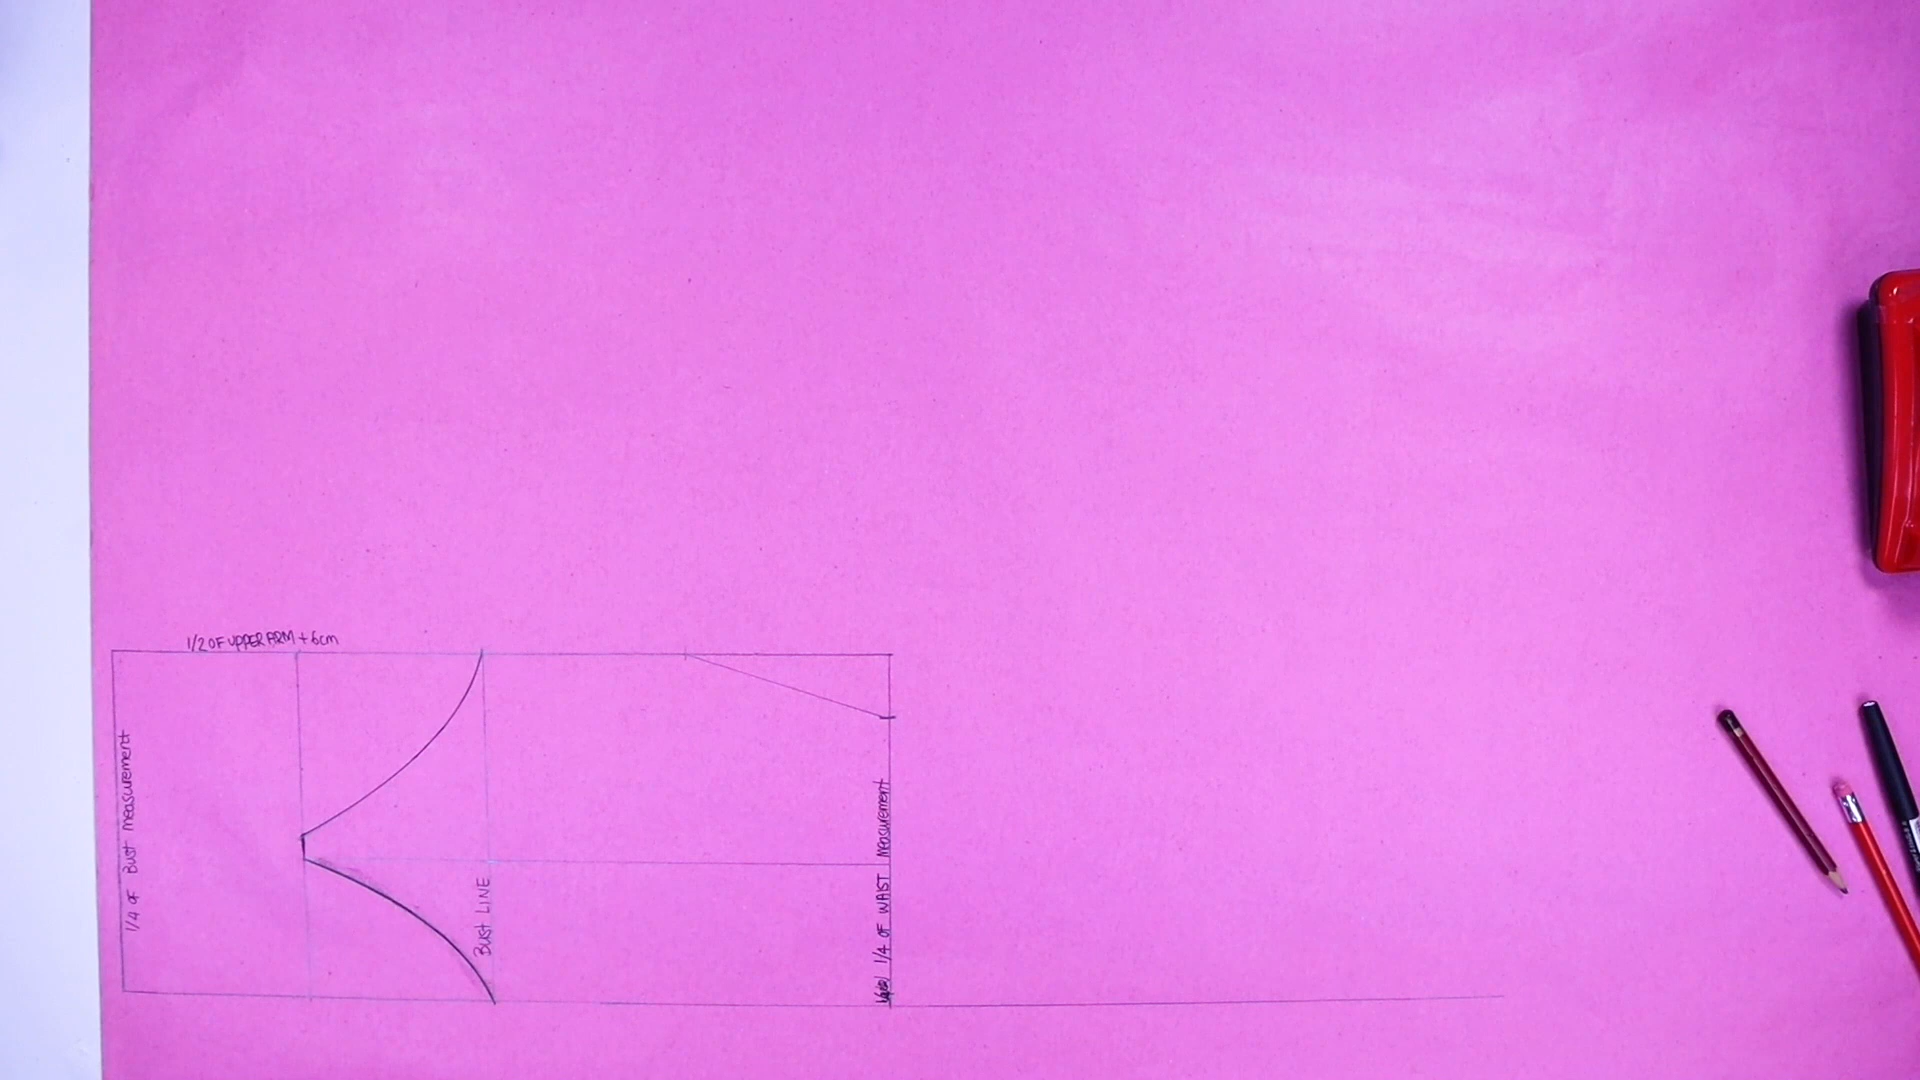 1/2 OF UPPER ARM + 6cm
1/4 OF Bust measurement
Bust LINE
1/4 OF WAIST measurement